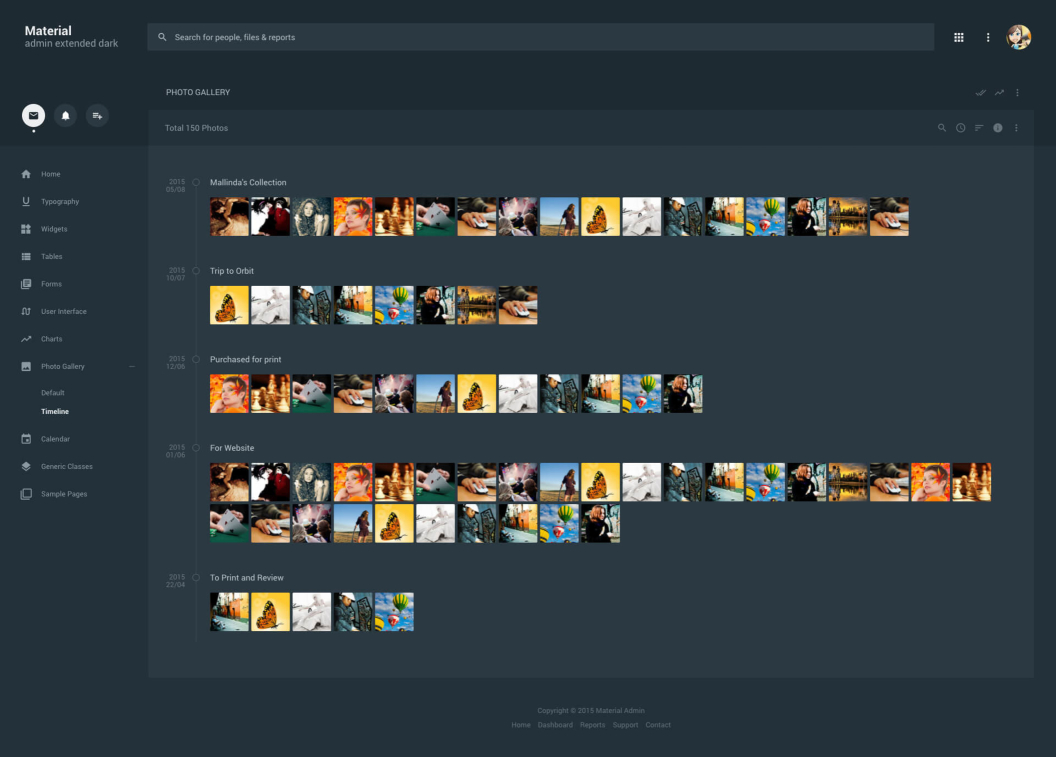 Material
admin extended dark
Search for people, files & reports
PHOTO GALLERY
Total 150 Photos
Home
Typography
Widgets
Tables
Forms
User Interface
Charts
Photo Gallery
Default
Timeline
Calendar
Generic Classes
Sample Pages
2015
05/08
Mallinda's Collection
2015
10/07
Trip to Orbit
2015
12/06
Purchased for print
2015
01/06
For Website
2015
22/04
To Print and Review
Copyright © 2015 Material Admin
Home Dashboard Reports Support Contact